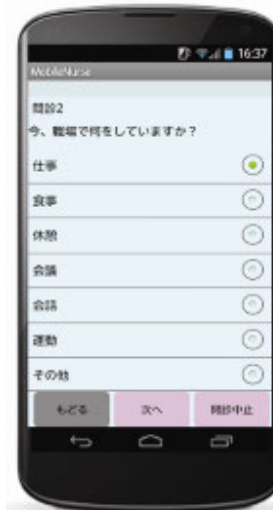 16:37
MobileNurse
問診2
今、職場で何をしていますか？
仕事
食事
休憩
会議
会話
運動
その他
もどる 次へ 問診中止